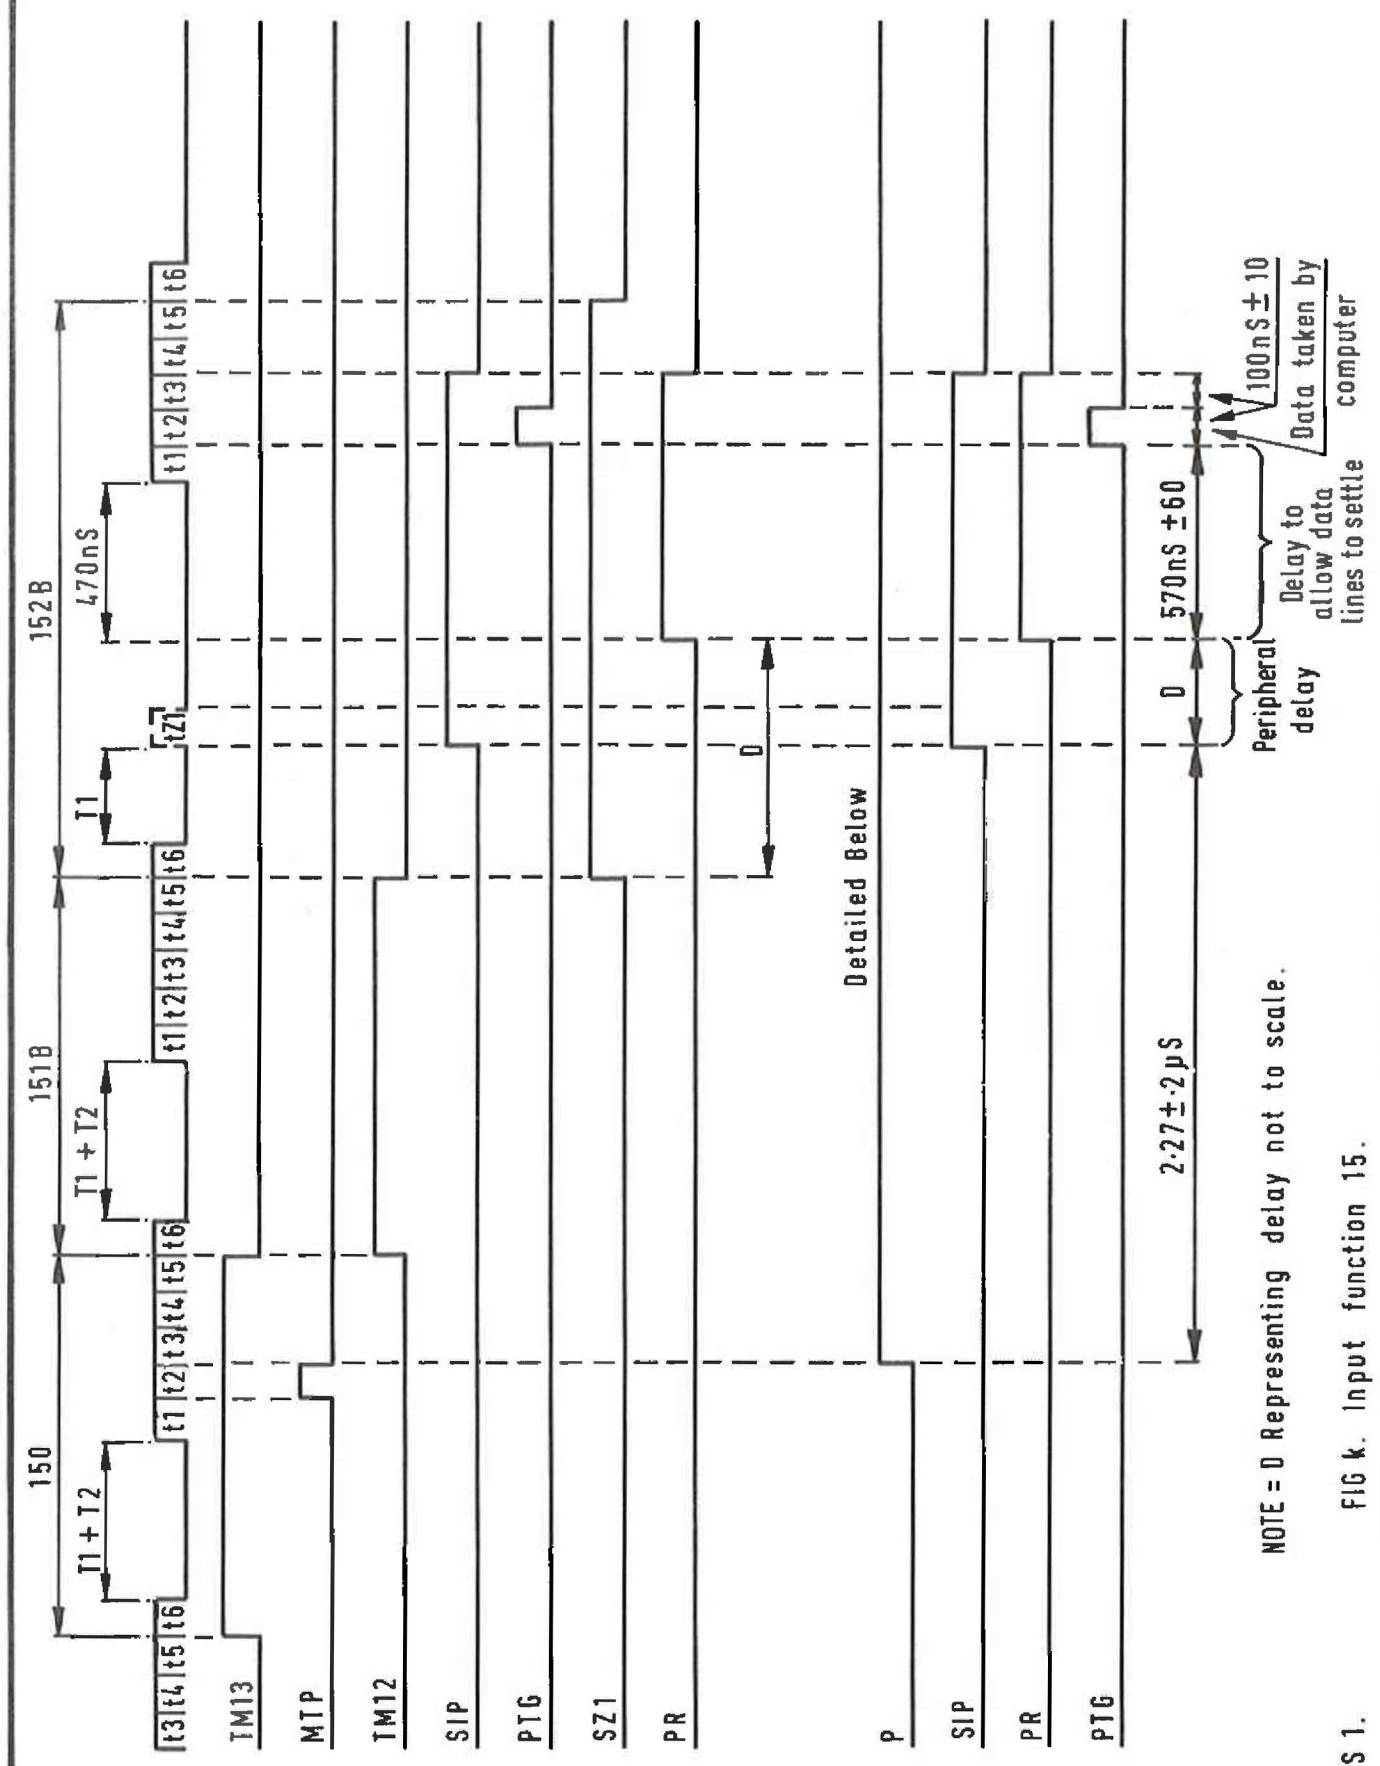 150
151B
152B
T1 + T2
T1 + T2
T1
470nS
t3 t4 t5 t6
t1 t2 t3 t4 t5 t6
t1 t2 t3 t4 t5 t6
tZ1
t1 t2 t3 t4 t5 t6
TM13
MTP
TM12
SIP
PTG
SZ1
PR
D
Detailed Below
P
SIP
PR
PTG
2·27±·2µS
D
570nS ±60
100nS ± 10
Peripheral
delay
Delay to
allow data
lines to settle
Data taken by
computer
NOTE = D Representing delay not to scale.
S 1.
FIG k. Input function 15.